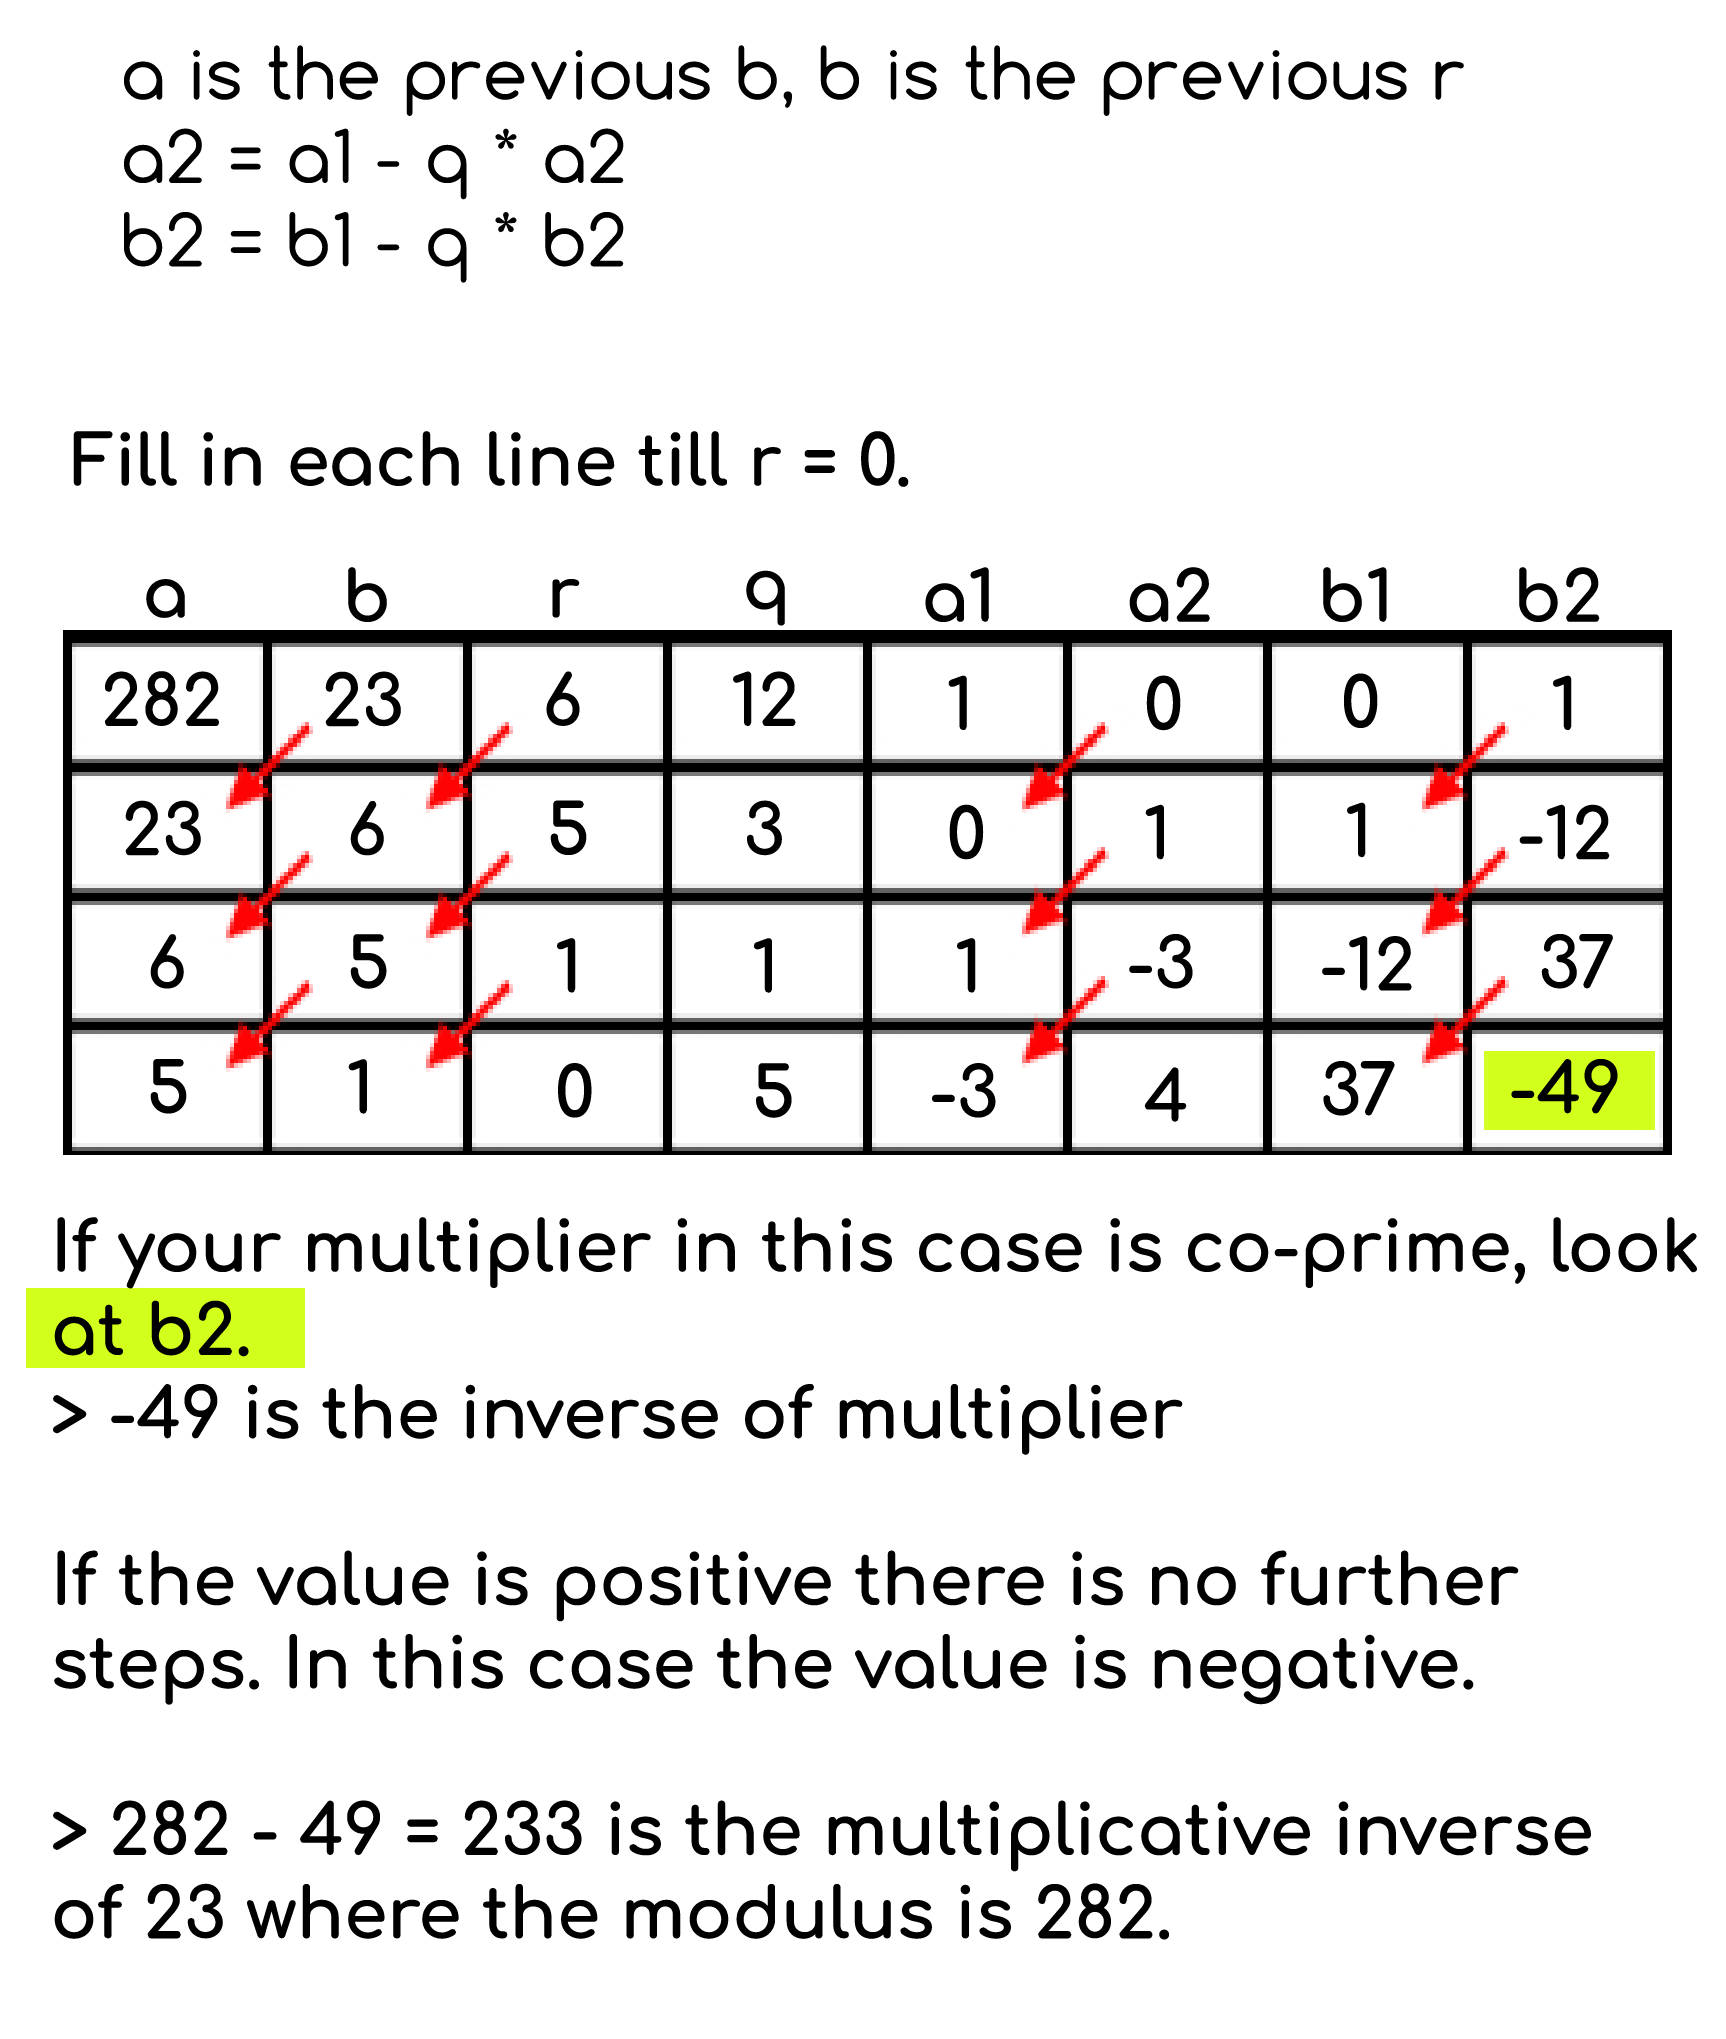 a is the previous b, b is the previous r
a2 = a1 - q * a2
b2 = b1 - q * b2
Fill in each line till r = 0.
a b r q a1 a2 b1 b2
282 23 6 12 1 0 0 1
23 6 5 3 0 1 1 -12
6 5 1 1 1 -3 -12 37
5 1 0 5 -3 4 37 -49
If your multiplier in this case is co-prime, look
at b2.
> -49 is the inverse of multiplier
If the value is positive there is no further
steps. In this case the value is negative.
> 282 - 49 = 233 is the multiplicative inverse
of 23 where the modulus is 282.